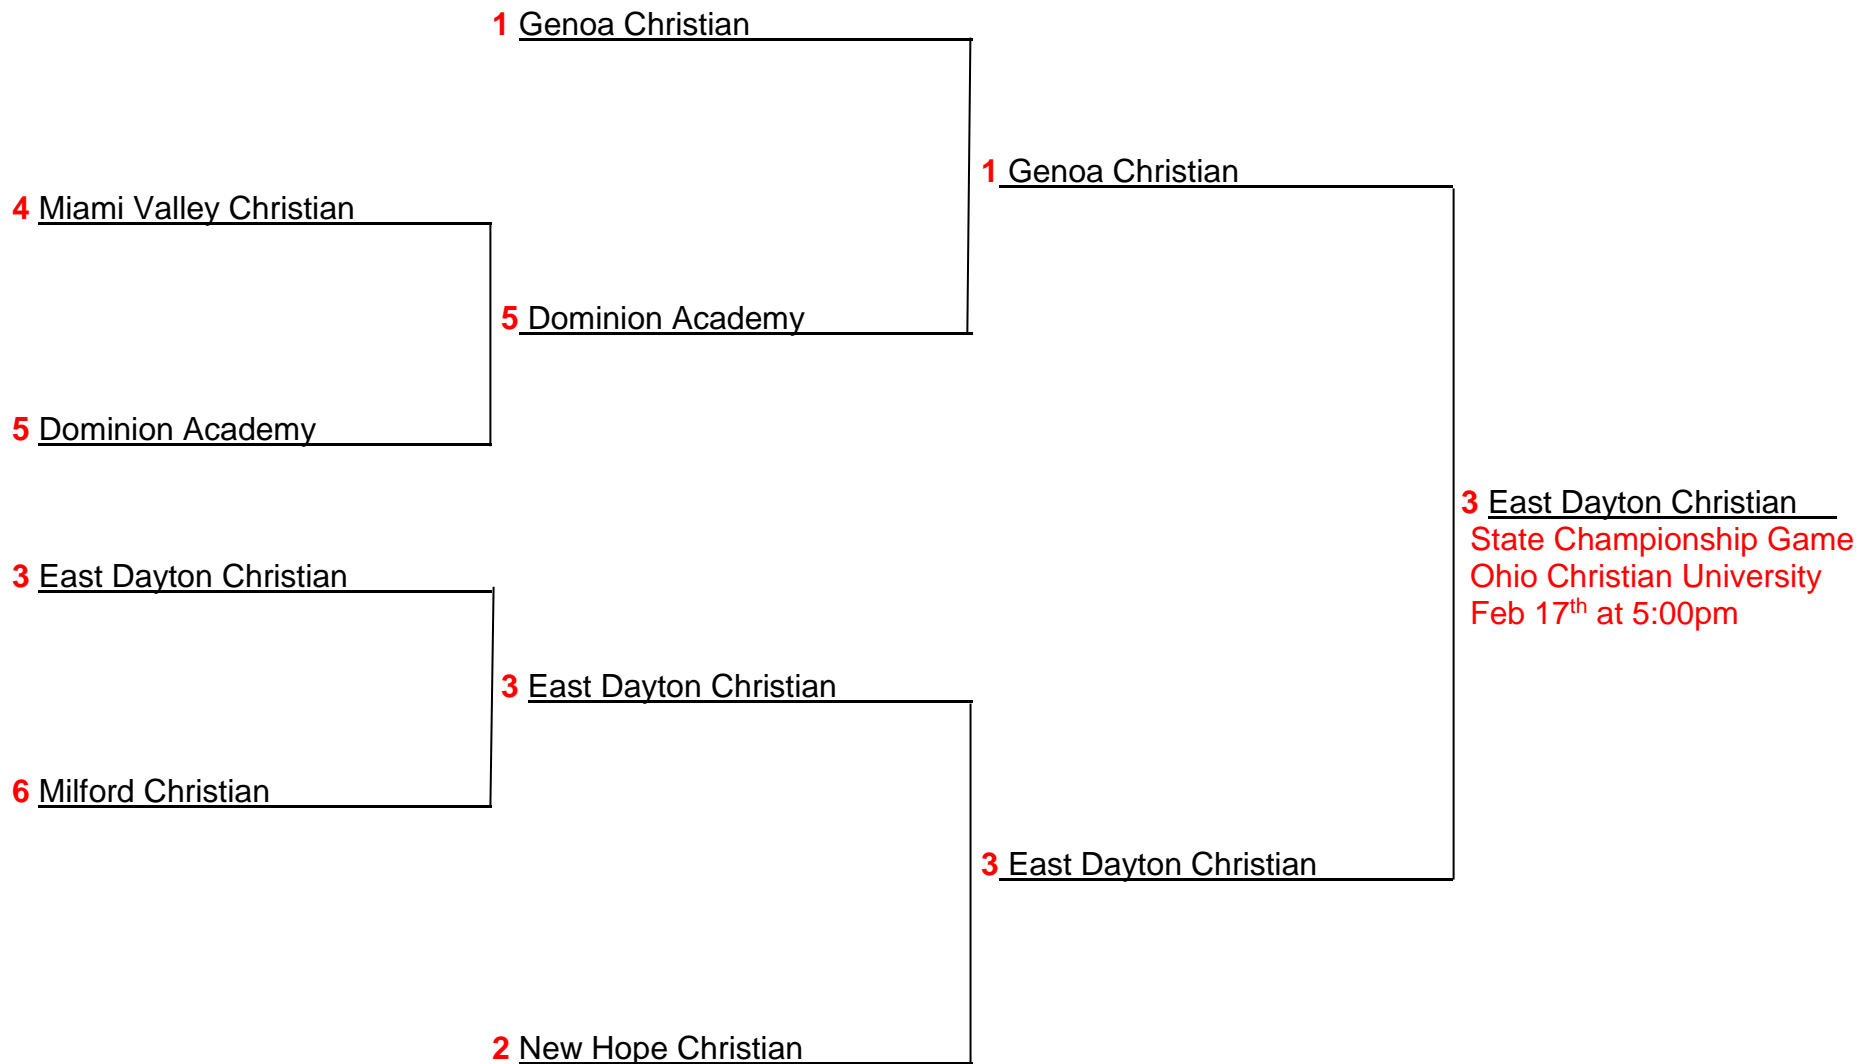 1 Genoa Christian
1 Genoa Christian
4 Miami Valley Christian
5 Dominion Academy
5 Dominion Academy
3 East Dayton Christian
State Championship Game
Ohio Christian University
Feb 17th at 5:00pm
3 East Dayton Christian
3 East Dayton Christian
6 Milford Christian
3 East Dayton Christian
2 New Hope Christian